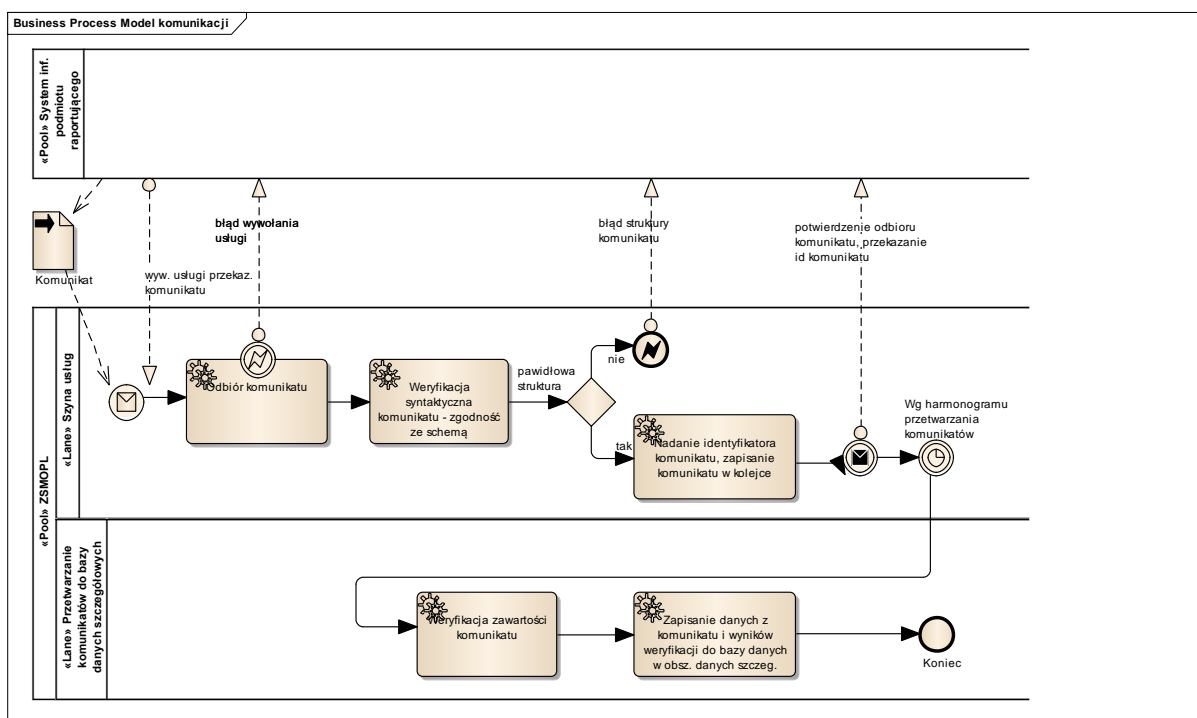 Business Process Model komunikacji
«Pool» System inf.
podmiotu
raportującego
Komunikat
wyw. usługi przekaz.
komunikatu
błąd wywołania
usługi
błąd struktury
komunikatu
potwierdzenie odbioru
komunikatu, przekazanie
id komunikatu
«Pool» ZSMOPL
«Lane» Szyna usług
Odbiór komunikatu
Weryfikacja
syntaktyczna
komunikatu - zgodność
ze schemą
pawidłowa
struktura
nie
tak
Nadanie identyfikatora
komunikatu, zapisanie
komunikatu w kolejce
Wg harmonogramu
przetwarzania
komunikatów
«Lane» Przetwarzanie
komunikatów do bazy
danych szczegółowych
Weryfikacja zawartości
komunikatu
Zapisanie danych z
komunikatu i wyników
weryfikacji do bazy danych
w obsz. danych szczeg.
Koniec